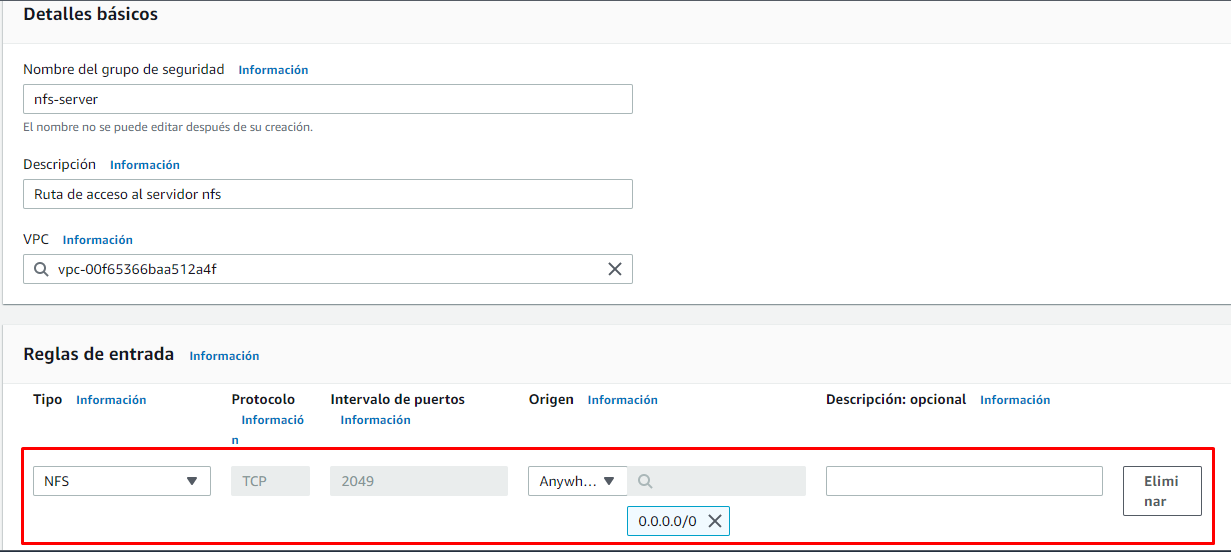 Detalles básicos
Nombre del grupo de seguridad Información
nfs-server
El nombre no se puede editar después de su creación.
Descripción Información
Ruta de acceso al servidor nfs
VPC Información
vpc-00f65366baa512a4f
Reglas de entrada Información
Tipo Información Protocolo Intervalo de puertos Origen Información Descripción: opcional Información
Informació Información
n
NFS TCP 2049 Anywh... Elimi
nar
0.0.0.0/0